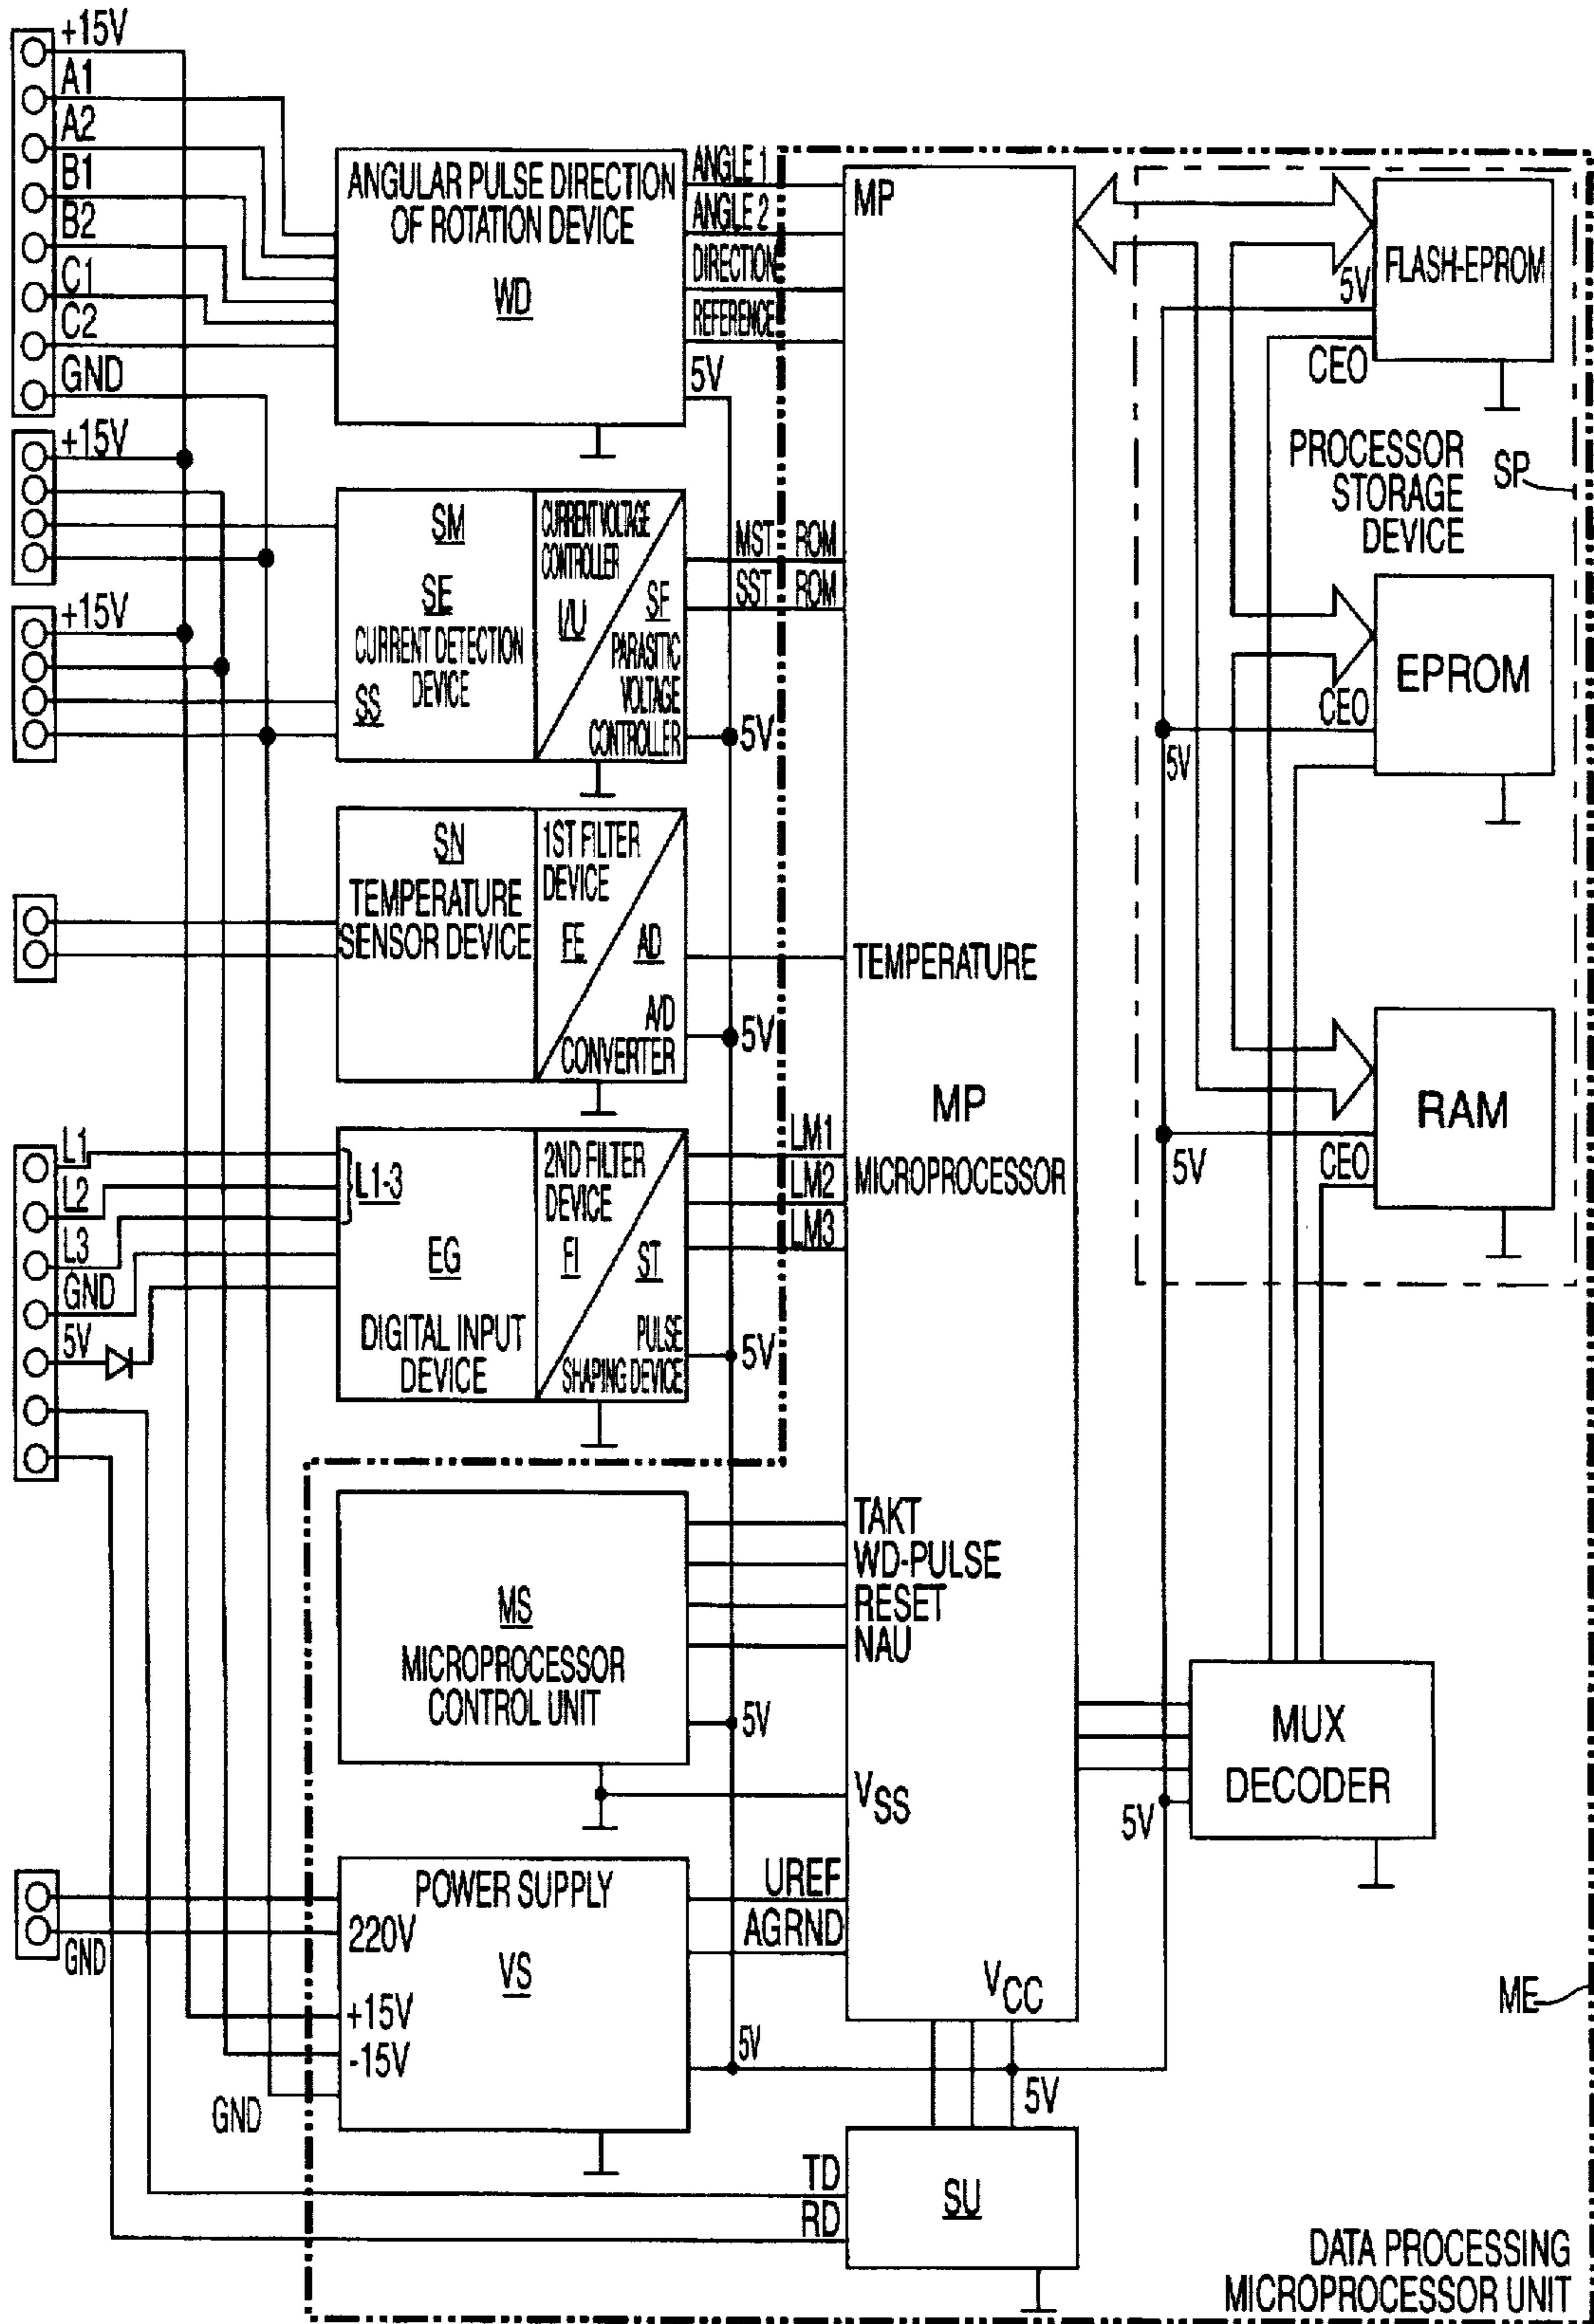 +15V
A1
A2
B1
B2
C1
C2
GND
+15V
+15V
L1
L2
L3
GND
5V
GND
ANGULAR PULSE DIRECTION
OF ROTATION DEVICE
WD
ANGLE 1
ANGLE 2
DIRECTION
REFERENCE
5V
SM
SE
CURRENT DETECTION
DEVICE
SS
CURRENT VOLTAGE
CONTROLLER
I/U
SF
PARASITIC
VOLTAGE
CONTROLLER
MST ROM
SST ROM
5V
SN
TEMPERATURE
SENSOR DEVICE
1ST FILTER
DEVICE
FE
AD
A/D
CONVERTER
5V
L1-3
EG
DIGITAL INPUT
DEVICE
2ND FILTER
DEVICE
FI
ST
PULSE
SHAPING DEVICE
LM1
LM2
LM3
5V
MS
MICROPROCESSOR
CONTROL UNIT
5V
POWER SUPPLY
220V
VS
+15V
-15V
GND
UREF
AGRND
5V
MP
TEMPERATURE
MP
MICROPROCESSOR
TAKT
WD-PULSE
RESET
NAU
VSS
VCC
5V
TD
RD
SU
FLASH-EPROM
5V
CEO
PROCESSOR
STORAGE
DEVICE
SP
EPROM
CEO
5V
RAM
CEO
5V
MUX
DECODER
5V
ME
DATA PROCESSING
MICROPROCESSOR UNIT